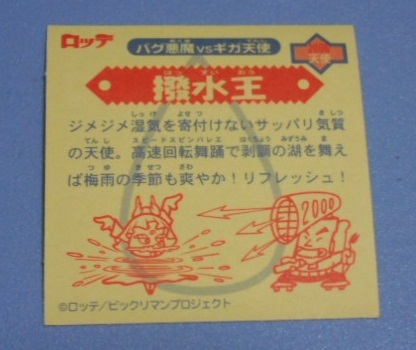 ロッテ
バグ悪魔VSギガ天使
天使
撥水王
ジメジメ湿気を寄付けないサッパリ気質
の天使。高速回転舞踊で剥調の湖を舞え
ば梅雨の季節も爽やか!リフレッシュ!
2000
©ロッテ/ビックリマンプロジェクト